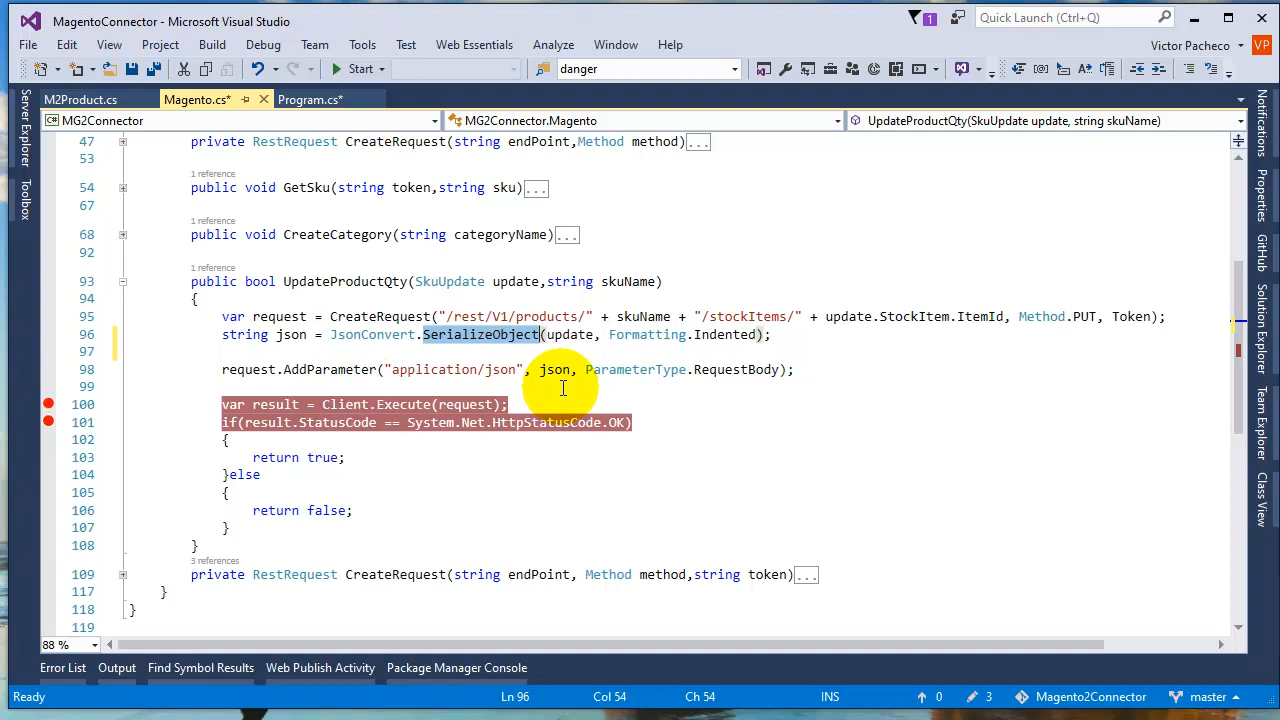 MagentoConnector - Microsoft Visual Studio
1
Quick Launch (Ctrl+Q)
File Edit View Project Build Debug Team Tools Test Web Essentials Analyze Window Help
Victor Pacheco VP
Start danger
M2Product.cs Magento.cs* Program.cs*
MG2Connector MG2Connector.Magento UpdateProductQty(SkuUpdate update, string skuName)
47 private RestRequest CreateRequest(string endPoint,Method method)...
53
1 reference
54 public void GetSku(string token,string sku)...
67
1 reference
68 public void CreateCategory(string categoryName)...
92
1 reference
93 public bool UpdateProductQty(SkuUpdate update,string skuName)
94 {
95 var request = CreateRequest("/rest/V1/products/" + skuName + "/stockItems/" + update.StockItem.ItemId, Method.PUT, Token);
96 string json = JsonConvert.SerializeObject(update, Formatting.Indented);
97
98 request.AddParameter("application/json", json, ParameterType.RequestBody);
99
100 var result = Client.Execute(request);
101 if(result.StatusCode == System.Net.HttpStatusCode.OK)
102 {
103 return true;
104 }else
105 {
106 return false;
107 }
108 }
3 references
109 private RestRequest CreateRequest(string endPoint, Method method,string token)...
117 }
118 }
119
88 %
Server Explorer
Toolbox
Notifications
Properties
GitHub
Solution Explorer
Team Explorer
Class View
Error List Output Find Symbol Results Web Publish Activity Package Manager Console
Ready Ln 96 Col 54 Ch 54 INS 0 3 Magento2Connector master